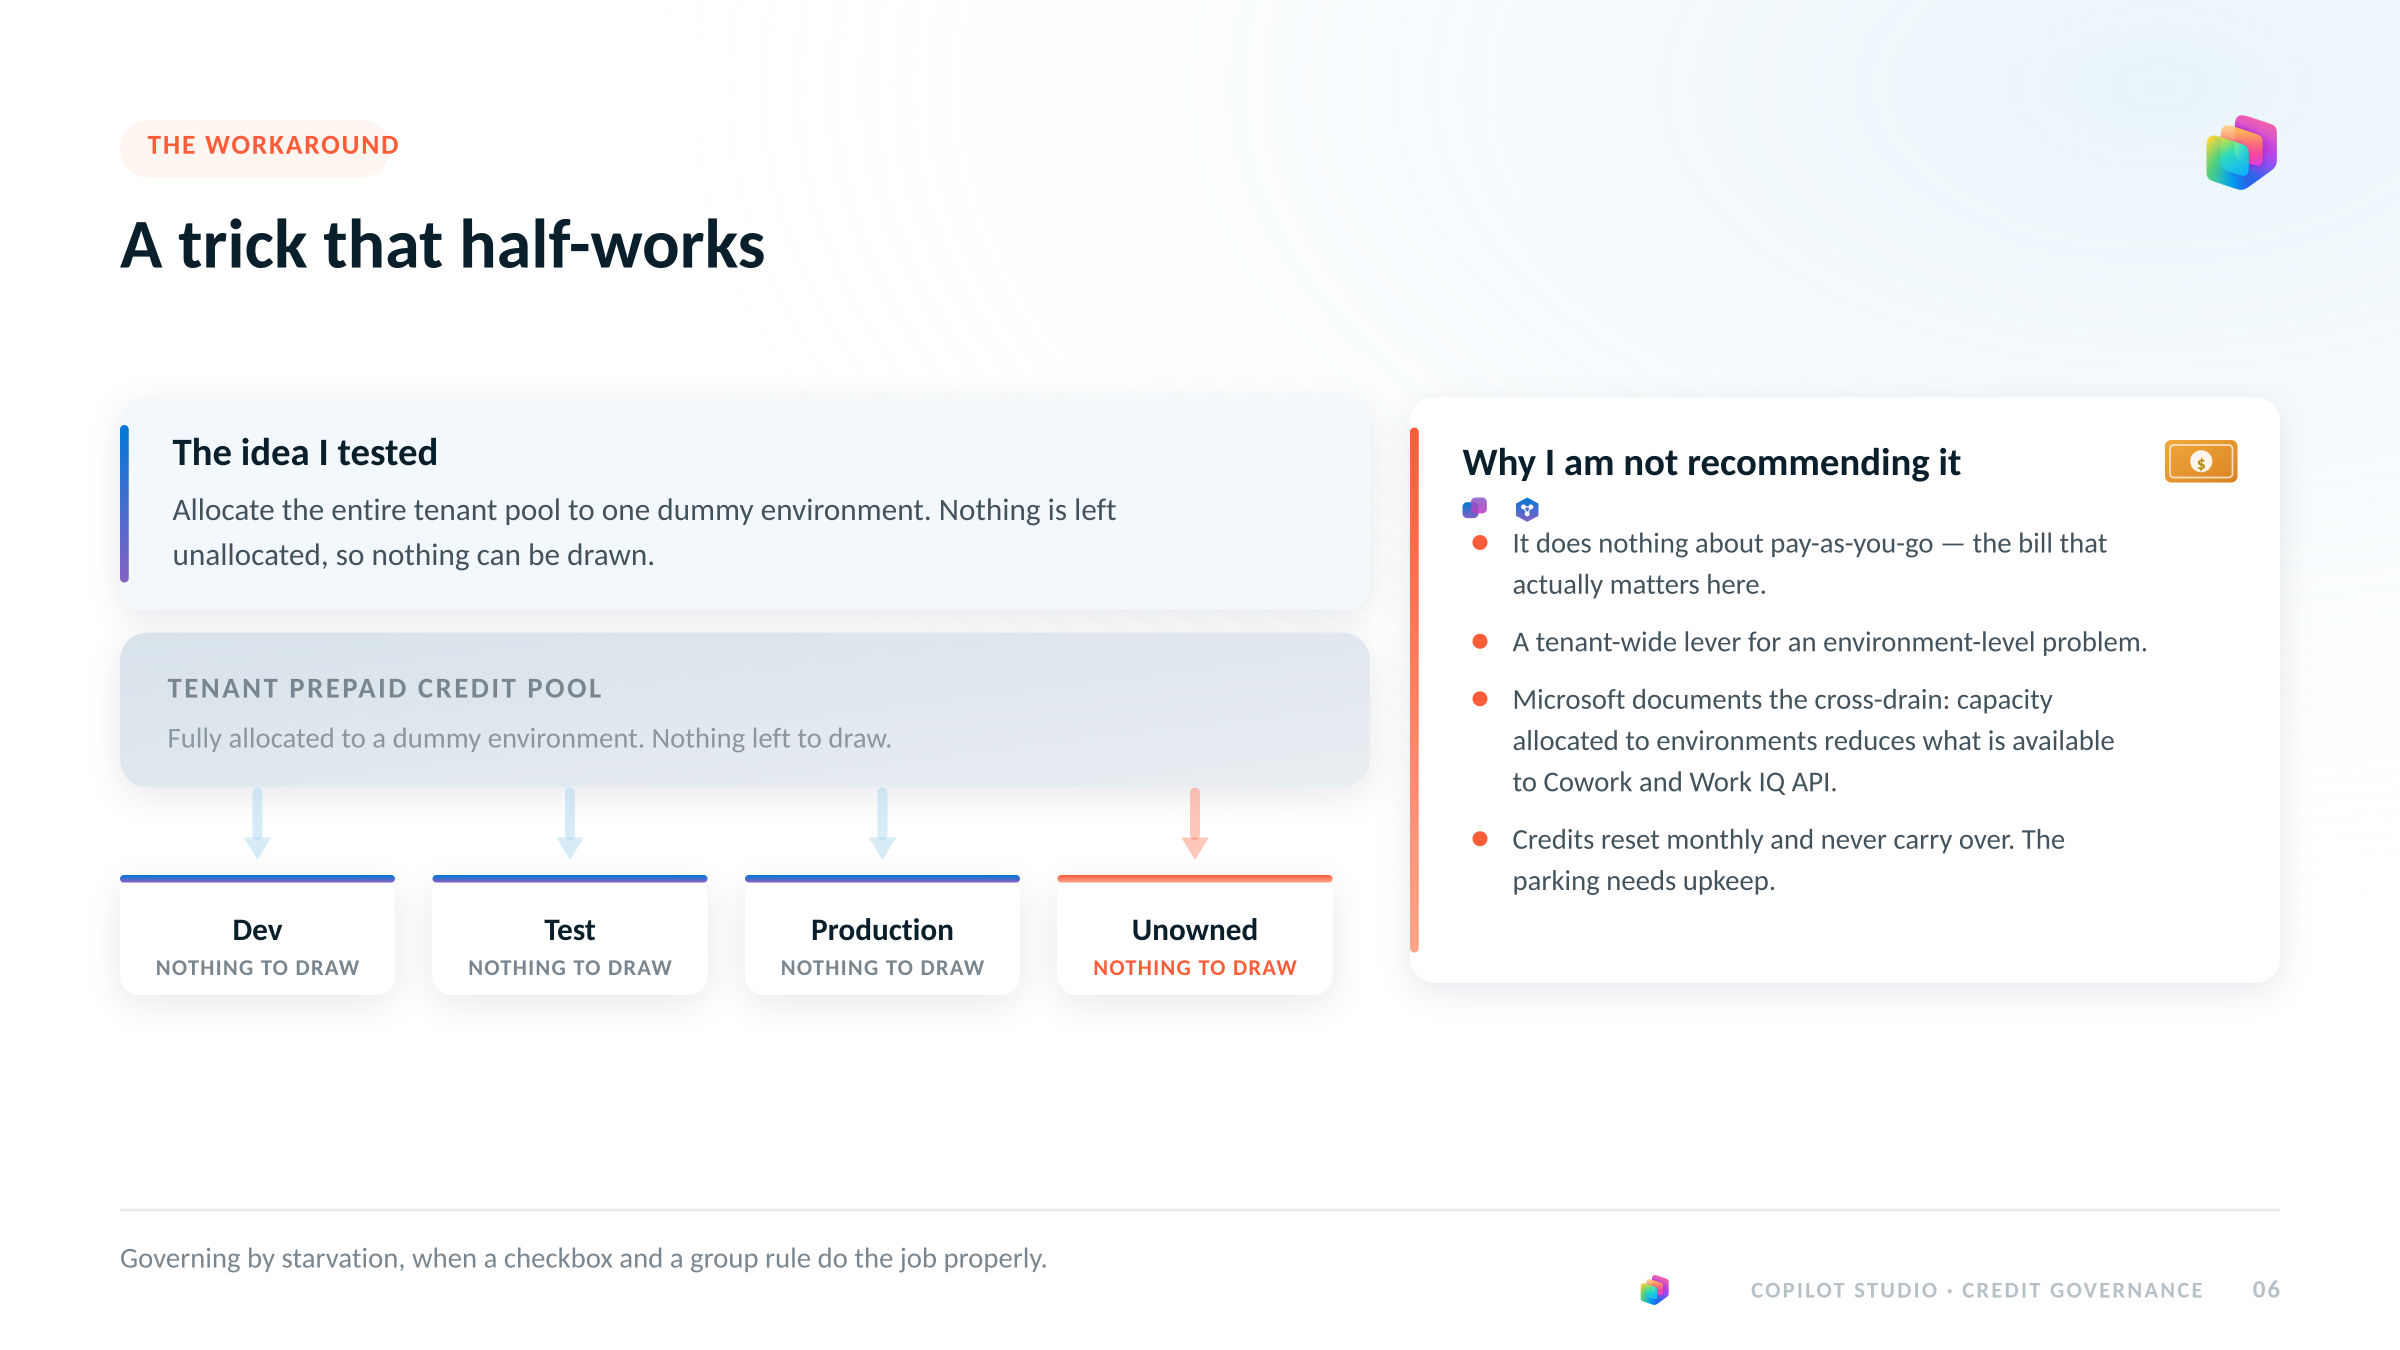 THE WORKAROUND
A trick that half-works
The idea I tested
Allocate the entire tenant pool to one dummy environment. Nothing is left
unallocated, so nothing can be drawn.
TENANT PREPAID CREDIT POOL
Fully allocated to a dummy environment. Nothing left to draw.
Dev
NOTHING TO DRAW
Test
NOTHING TO DRAW
Production
NOTHING TO DRAW
Unowned
NOTHING TO DRAW
Why I am not recommending it
$
It does nothing about pay-as-you-go — the bill that
actually matters here.
A tenant-wide lever for an environment-level problem.
Microsoft documents the cross-drain: capacity
allocated to environments reduces what is available
to Cowork and Work IQ API.
Credits reset monthly and never carry over. The
parking needs upkeep.
Governing by starvation, when a checkbox and a group rule do the job properly.
COPILOT STUDIO · CREDIT GOVERNANCE 06